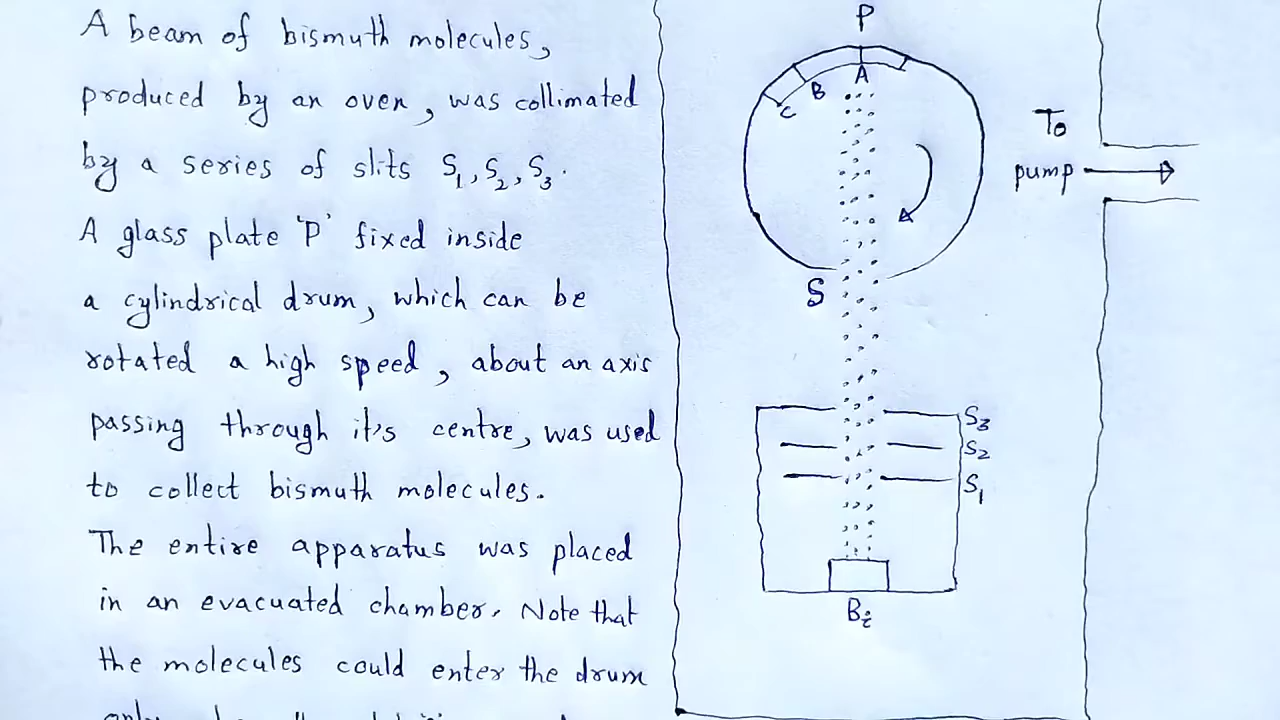 A beam of bismuth molecules,
produced by an oven, was collimated
by a series of slits S₁, S₂, S₃.
A glass plate 'P' fixed inside
a cylindrical drum, which can be
rotated a high speed, about an axis
passing through it's centre, was used
to collect bismuth molecules.
The entire apparatus was placed
in an evacuated chamber. Note that
the molecules could enter the drum
only
P
A
B
C
To
pump
S
S₃
S₂
S₁
Bi